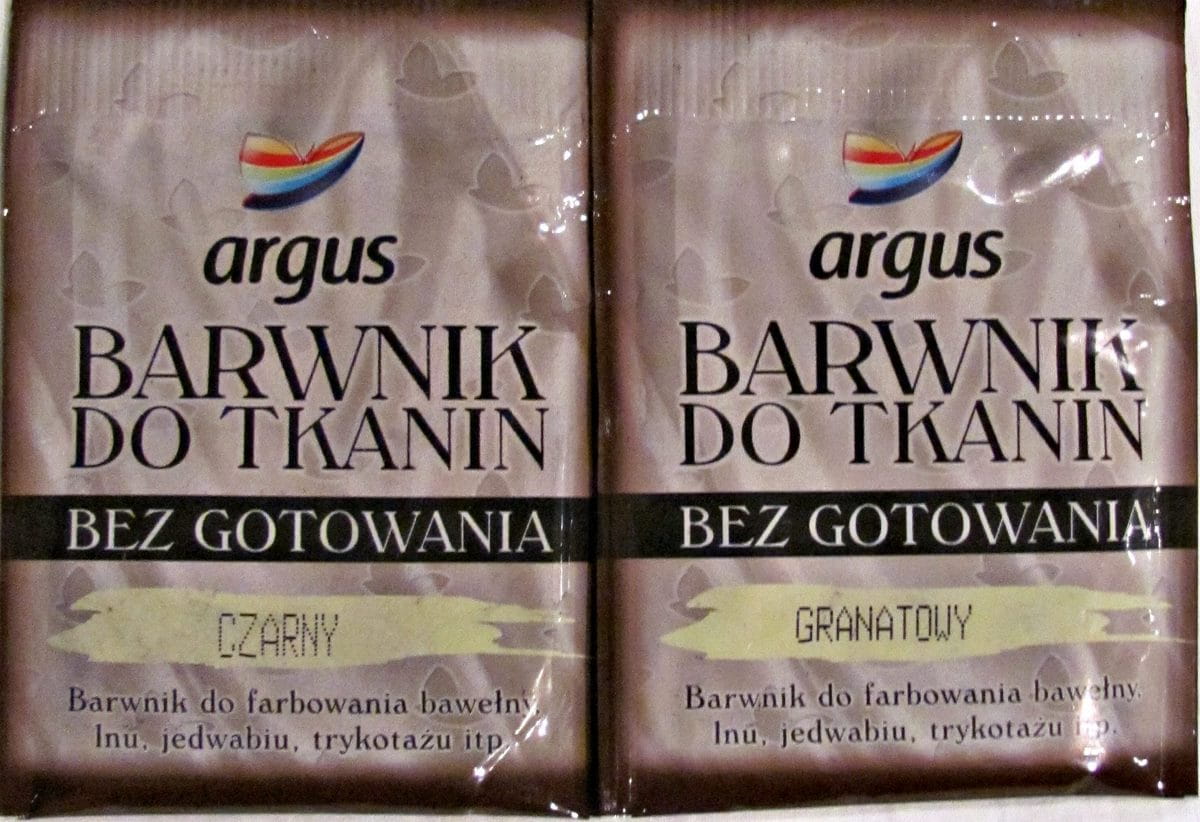 argus
BARWNIK
DO TKANIN
BEZ GOTOWANIA
CZARNY
Barwnik do farbowania bawełny,
lnu, jedwabiu, trykotażu itp.
argus
BARWNIK
DO TKANIN
BEZ GOTOWANIA
GRANATOWY
Barwnik do farbowania bawełny,
lnu, jedwabiu, trykotażu itp.